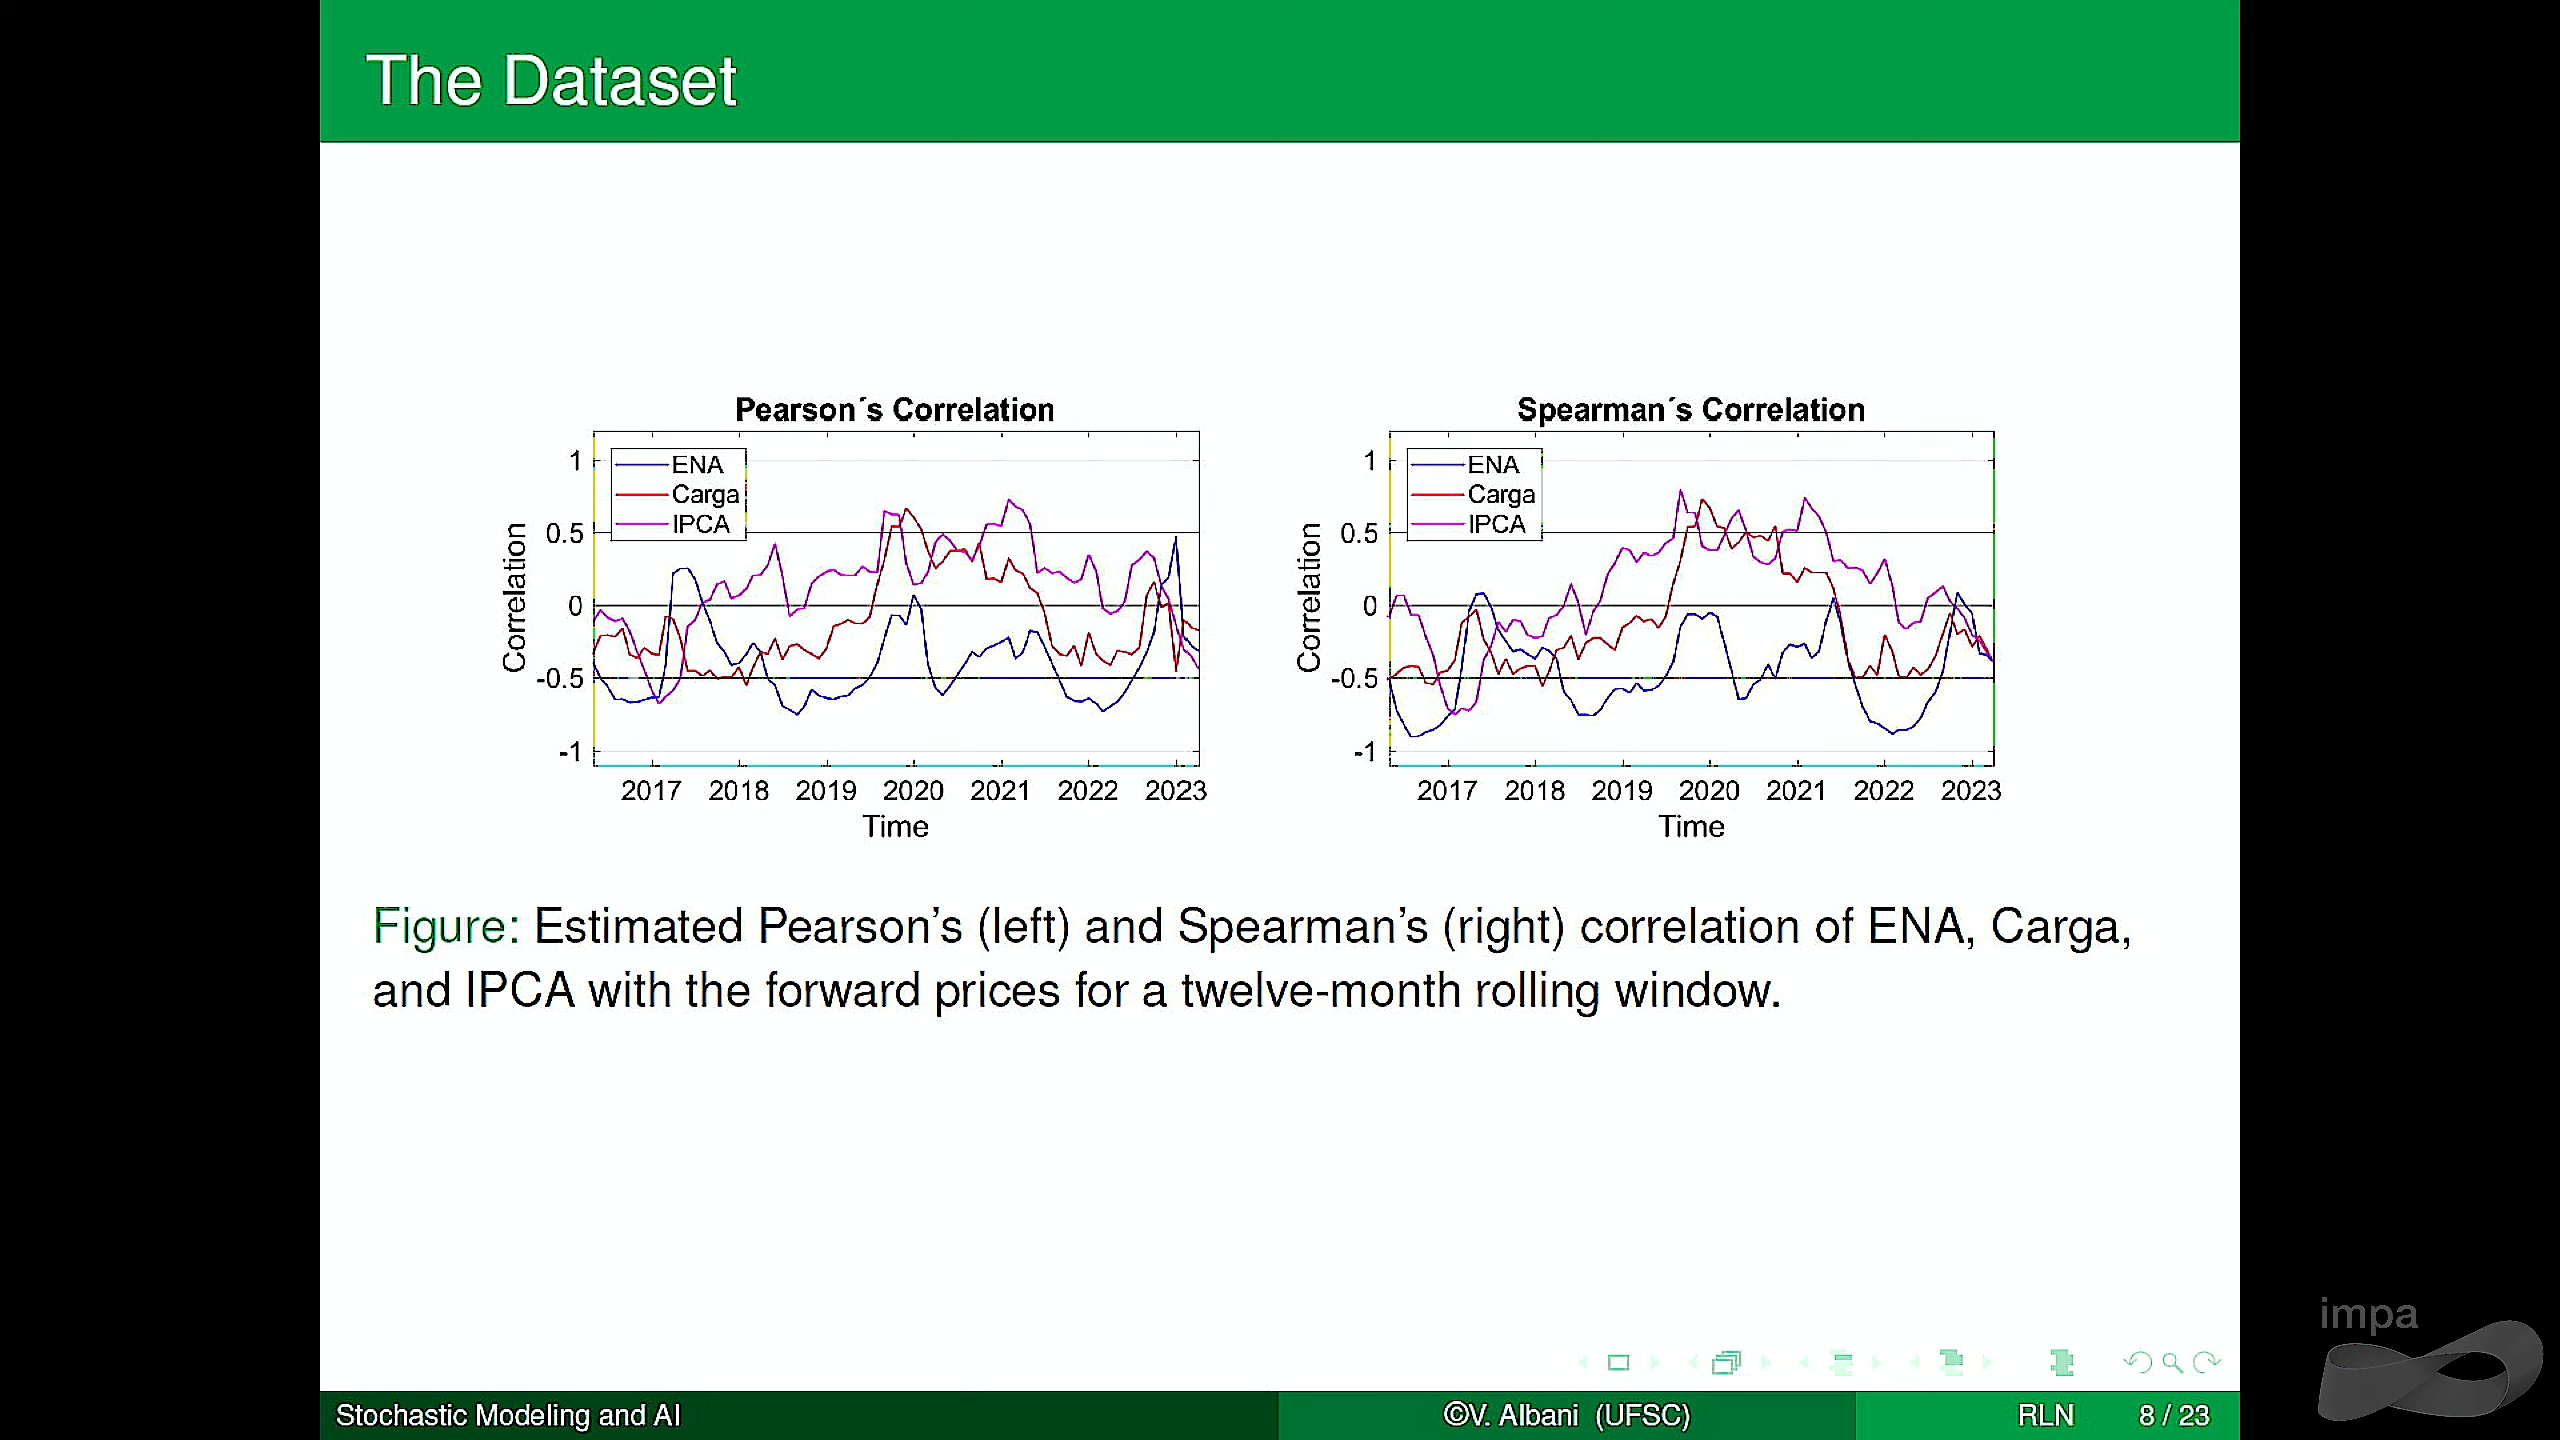 The Dataset
Pearson´s Correlation
1
0.5
0
-0.5
-1
Correlation
ENA
Carga
IPCA
2017 2018 2019 2020 2021 2022 2023
Time
Spearman´s Correlation
1
0.5
0
-0.5
-1
Correlation
ENA
Carga
IPCA
2017 2018 2019 2020 2021 2022 2023
Time
Figure: Estimated Pearson’s (left) and Spearman’s (right) correlation of ENA, Carga,
and IPCA with the forward prices for a twelve-month rolling window.
impa
Stochastic Modeling and AI ©V. Albani (UFSC) RLN 8 / 23